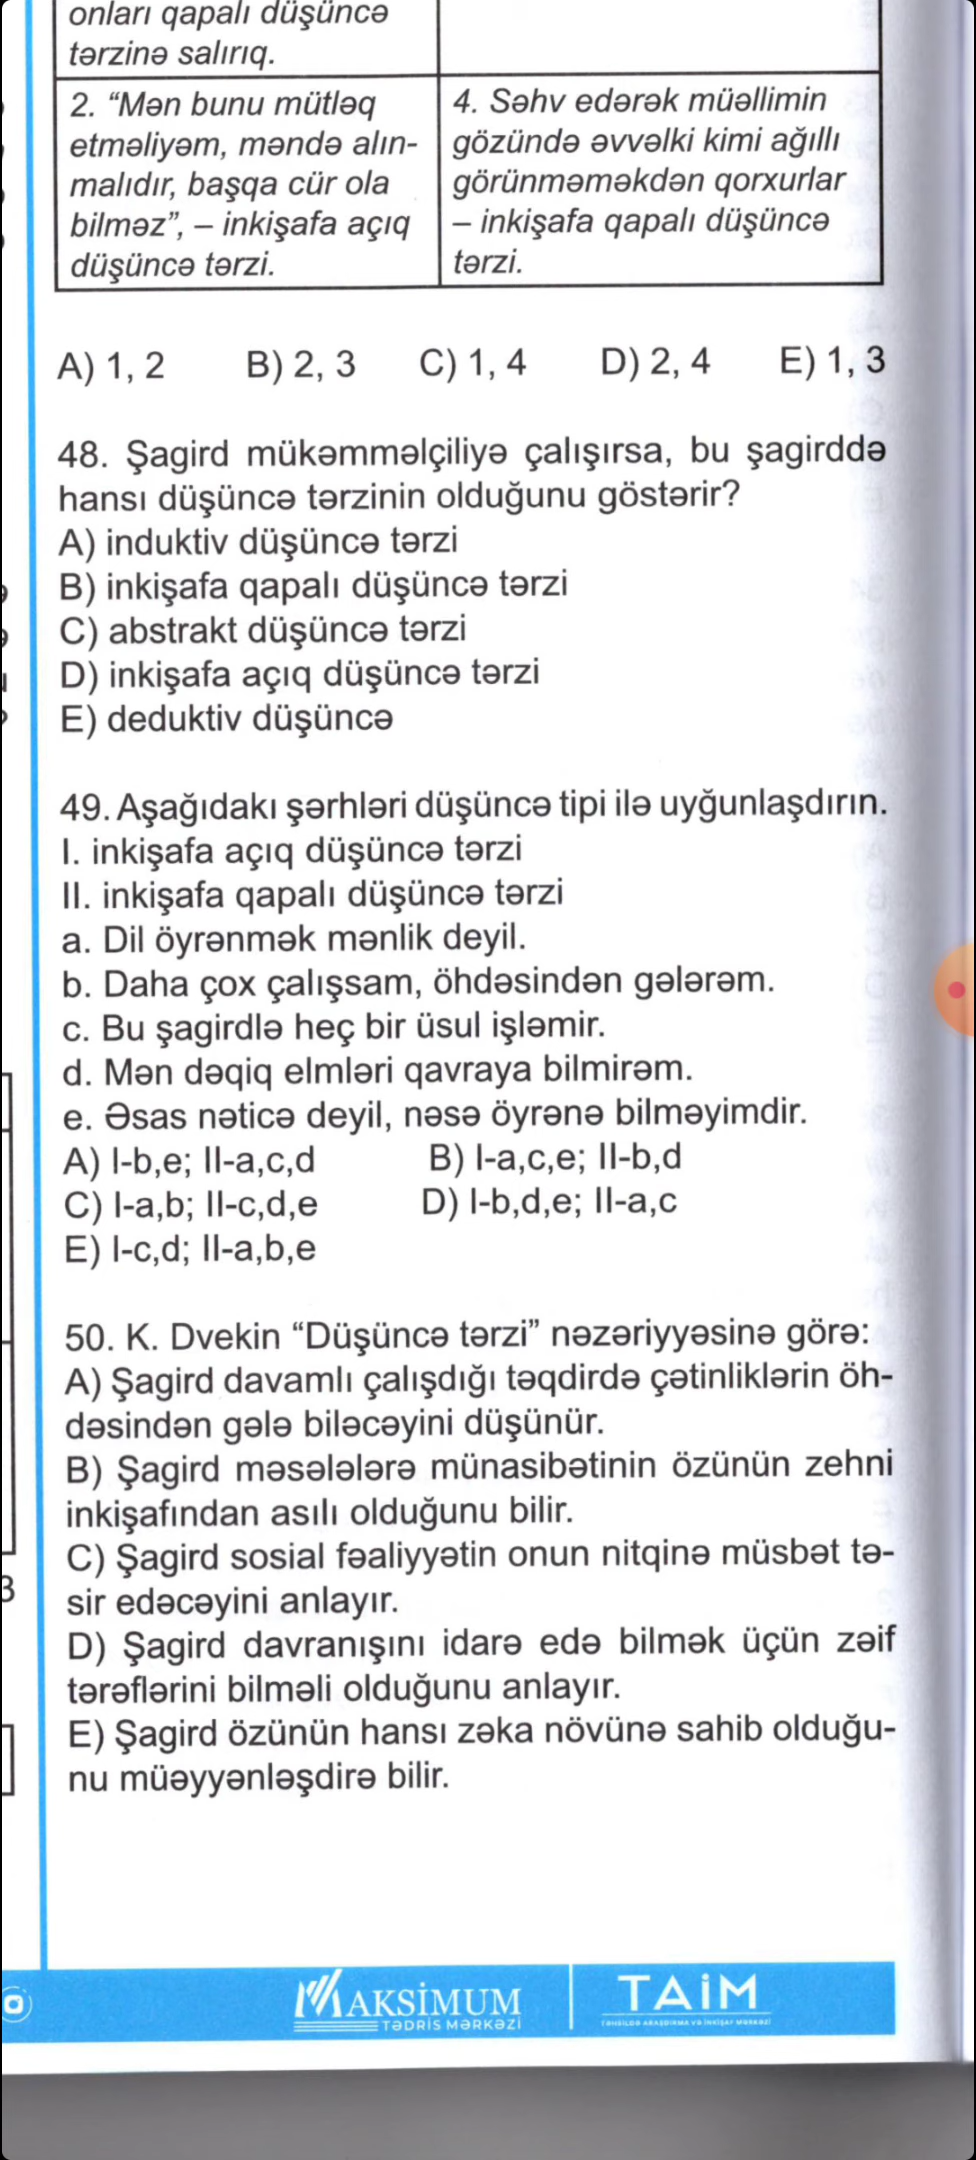 onları qapalı düşüncə
tərzinə salırıq.
2. “Mən bunu mütləq
etməliyəm, məndə alın-
malıdır, başqa cür ola
bilməz”, – inkişafa açıq
düşüncə tərzi.
4. Səhv edərək müəllimin
gözündə əvvəlki kimi ağıllı
görünməməkdən qorxurlar
– inkişafa qapalı düşüncə
tərzi.
A) 1, 2 B) 2, 3 C) 1, 4 D) 2, 4 E) 1, 3
48. Şagird mükəmməlçiliyə çalışırsa, bu şagirddə
hansı düşüncə tərzinin olduğunu göstərir?
A) induktiv düşüncə tərzi
B) inkişafa qapalı düşüncə tərzi
C) abstrakt düşüncə tərzi
D) inkişafa açıq düşüncə tərzi
E) deduktiv düşüncə
49. Aşağıdakı şərhləri düşüncə tipi ilə uyğunlaşdırın.
I. inkişafa açıq düşüncə tərzi
II. inkişafa qapalı düşüncə tərzi
a. Dil öyrənmək mənlik deyil.
b. Daha çox çalışsam, öhdəsindən gələrəm.
c. Bu şagirdlə heç bir üsul işləmir.
d. Mən dəqiq elmləri qavraya bilmirəm.
e. Əsas nəticə deyil, nəsə öyrənə bilməyimdir.
A) I-b,e; II-a,c,d B) I-a,c,e; II-b,d
C) I-a,b; II-c,d,e D) I-b,d,e; II-a,c
E) I-c,d; II-a,b,e
50. K. Dvekin “Düşüncə tərzi” nəzəriyyəsinə görə:
A) Şagird davamlı çalışdığı təqdirdə çətinliklərin öh-
dəsindən gələ biləcəyini düşünür.
B) Şagird məsələlərə münasibətinin özünün zehni
inkişafından asılı olduğunu bilir.
C) Şagird sosial fəaliyyətin onun nitqinə müsbət tə-
sir edəcəyini anlayır.
D) Şagird davranışını idarə edə bilmək üçün zəif
tərəflərini bilməli olduğunu anlayır.
E) Şagird özünün hansı zəka növünə sahib olduğu-
nu müəyyənləşdirə bilir.
3
MAKSİMUM
TƏDRİS MƏRKƏZİ
TAİM
TƏHSİLDƏ ARAŞDIRMA VƏ İNKİŞAF MƏRKƏZİ